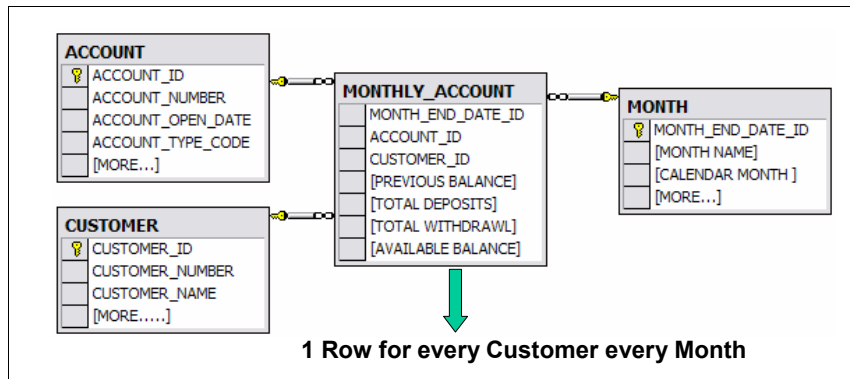 ACCOUNT
ACCOUNT_ID
ACCOUNT_NUMBER
ACCOUNT_OPEN_DATE
ACCOUNT_TYPE_CODE
[MORE...]
CUSTOMER
CUSTOMER_ID
CUSTOMER_NUMBER
CUSTOMER_NAME
[MORE.....]
MONTHLY_ACCOUNT
MONTH_END_DATE_ID
ACCOUNT_ID
CUSTOMER_ID
[PREVIOUS BALANCE]
[TOTAL DEPOSITS]
[TOTAL WITHDRAWL]
[AVAILABLE BALANCE]
MONTH
MONTH_END_DATE_ID
[MONTH NAME]
[CALENDAR MONTH ]
[MORE...]
1 Row for every Customer every Month